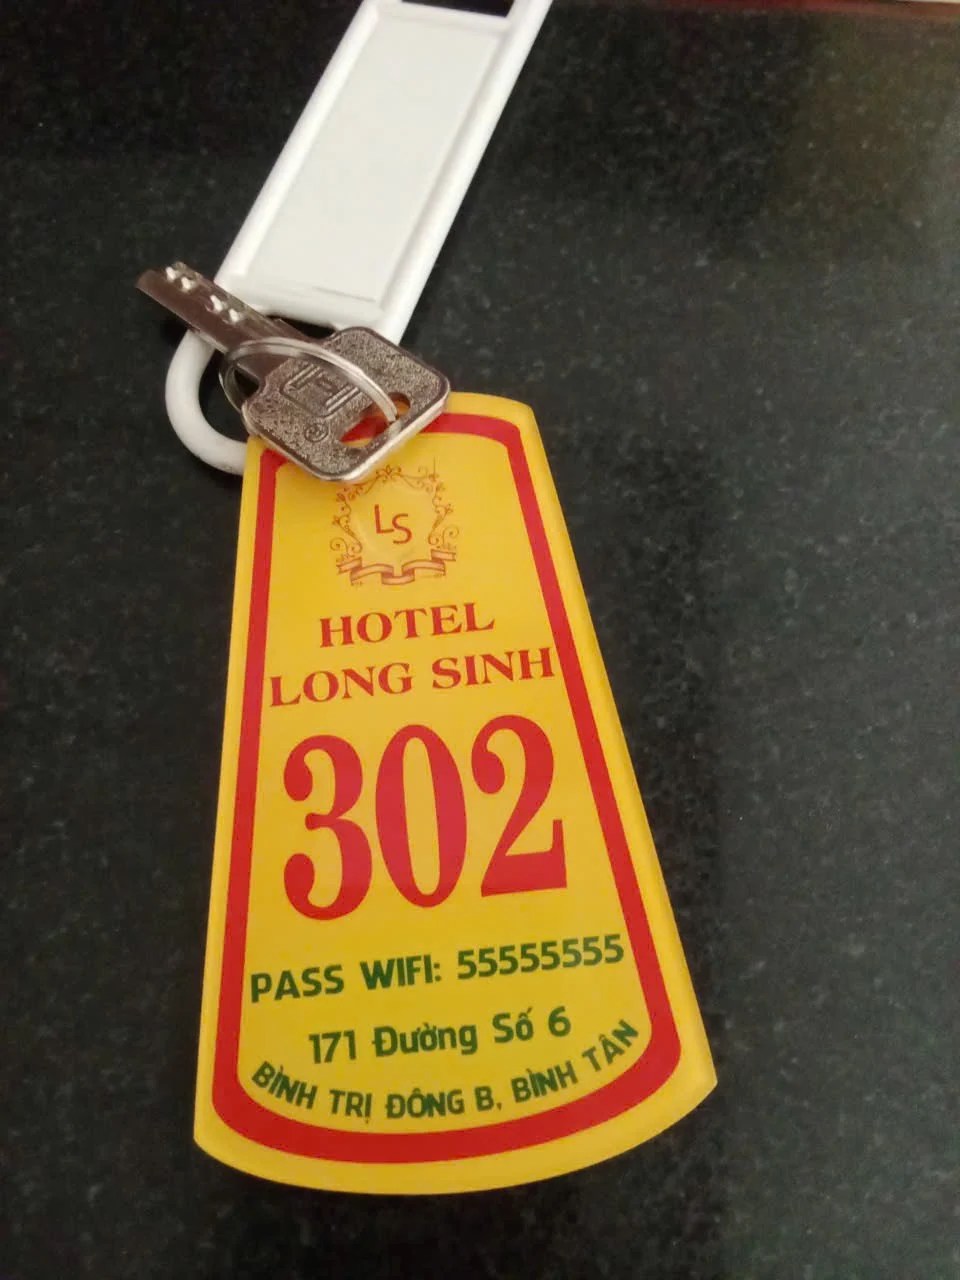 LS
HOTEL
LONG SINH
302
PASS WIFI: 55555555
171 Đường Số 6
BÌNH TRỊ ĐÔNG B, BÌNH TÂN